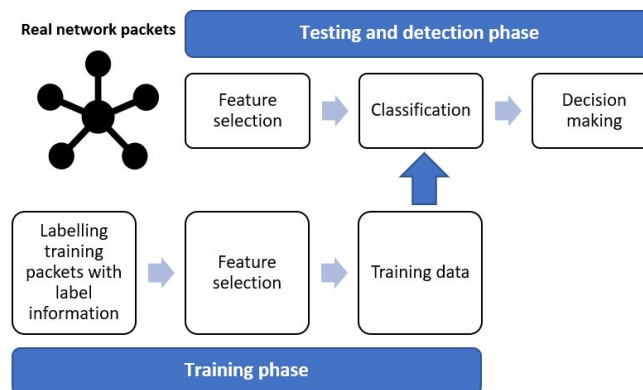 Real network packets
Testing and detection phase
Feature
selection
Classification
Decision
making
Labelling
training
packets with
label
information
Feature
selection
Training data
Training phase